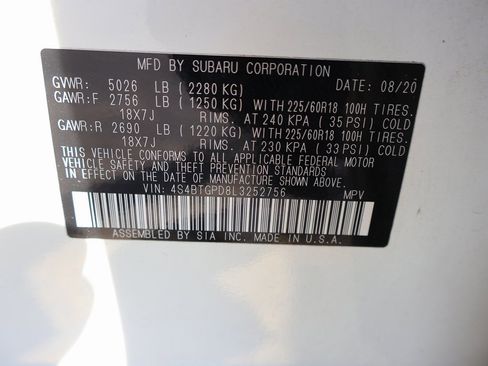 MFD BY SUBARU CORPORATION
GVWR: 5026 LB (2280 KG) DATE: 08/20
GAWR:F 2756 LB (1250 KG) WITH 225/60R18 100H TIRES.
18X7J RIMS. AT 240 KPA (35 PSI) COLD
GAWR:R 2690 LB (1220 KG) WITH 225/60R18 100H TIRES.
18X7J RIMS. AT 230 KPA (33 PSI) COLD
THIS VEHICLE CONFORMS TO ALL APPLICABLE FEDERAL MOTOR
VEHICLE SAFETY AND THEFT PREVENTION STANDARDS
IN EFFECT ON THE DATE OF MANUFACTURE SHOWN ABOVE.
VIN: 4S4BTGPD8L3252756 MPV
ASSEMBLED BY SIA INC. MADE IN U.S.A.